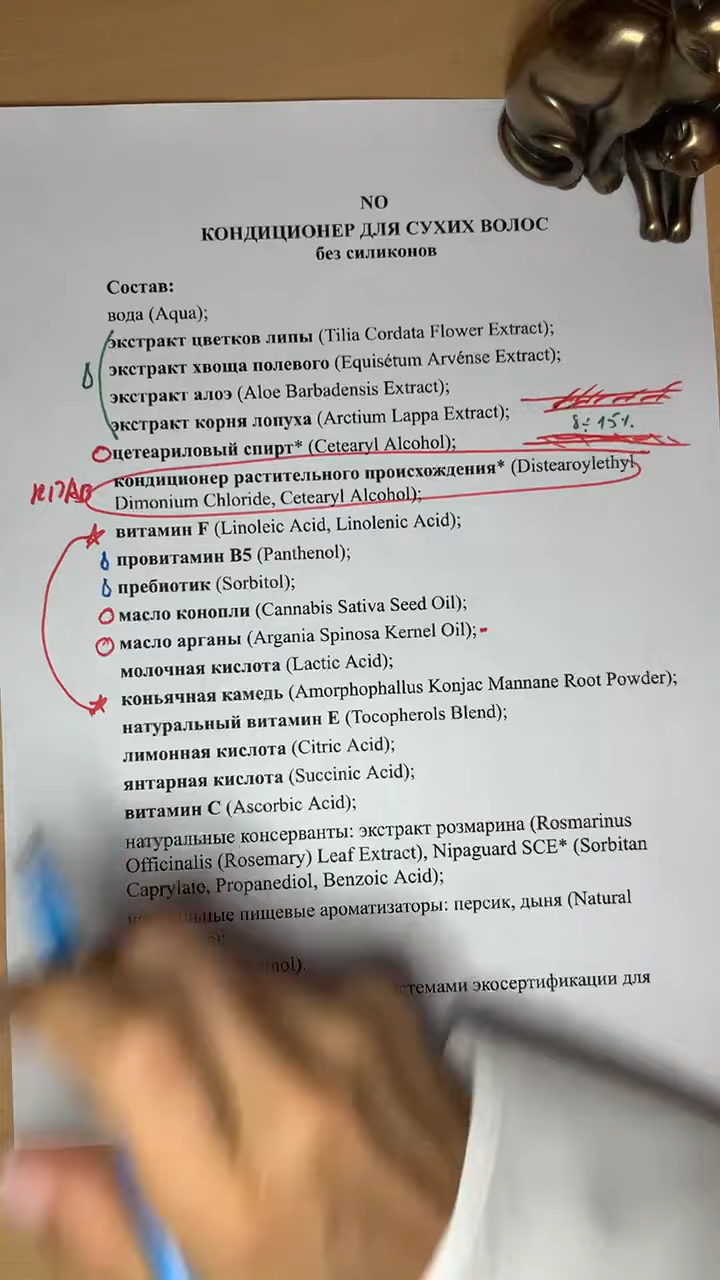 NO
КОНДИЦИОНЕР ДЛЯ СУХИХ ВОЛОС
без силиконов
Состав:
вода (Aqua);
экстракт цветков липы (Tilia Cordata Flower Extract);
экстракт хвоща полевого (Equisétum Arvénse Extract);
экстракт алоэ (Aloe Barbadensis Extract);
экстракт корня лопуха (Arctium Lappa Extract);
8÷15%
цетеариловый спирт* (Cetearyl Alcohol);
КПАВ
кондиционер растительного происхождения* (Distearoylethyl
Dimonium Chloride, Cetearyl Alcohol);
витамин F (Linoleic Acid, Linolenic Acid);
провитамин B5 (Panthenol);
пребиотик (Sorbitol);
масло конопли (Cannabis Sativa Seed Oil);
масло арганы (Argania Spinosa Kernel Oil);
молочная кислота (Lactic Acid);
коньячная камедь (Amorphophallus Konjac Mannane Root Powder);
натуральный витамин E (Tocopherols Blend);
лимонная кислота (Citric Acid);
янтарная кислота (Succinic Acid);
витамин C (Ascorbic Acid);
натуральные консерванты: экстракт розмарина (Rosmarinus
Officinalis (Rosemary) Leaf Extract), Nipaguard SCE* (Sorbitan
Caprylate, Propanediol, Benzoic Acid);
пищевые ароматизаторы: персик, дыня (Natural
экосертификации для